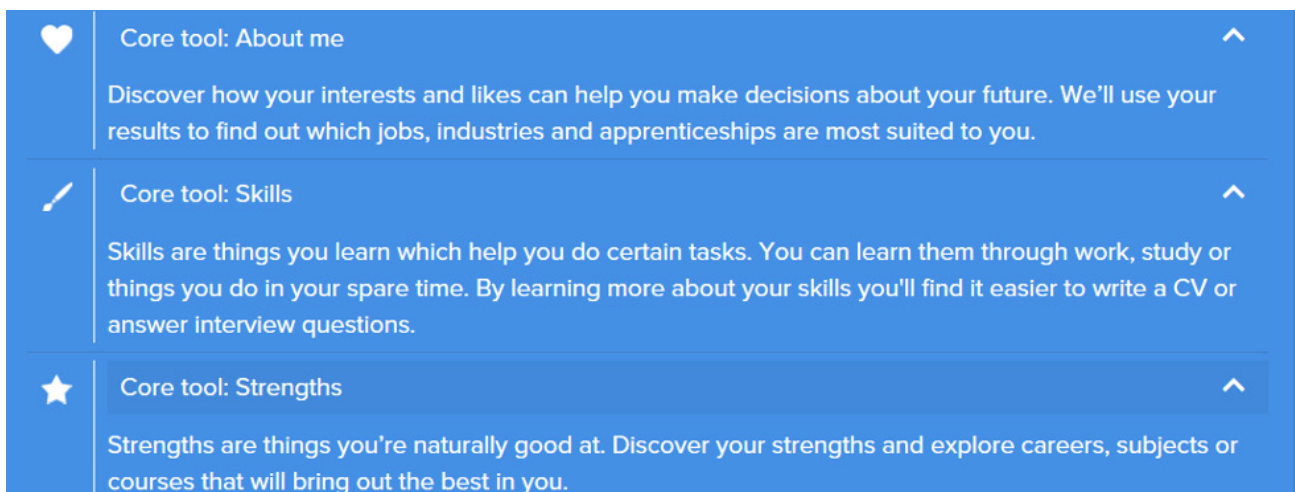 Core tool: About me
Discover how your interests and likes can help you make decisions about your future. We’ll use your
results to find out which jobs, industries and apprenticeships are most suited to you.
Core tool: Skills
Skills are things you learn which help you do certain tasks. You can learn them through work, study or
things you do in your spare time. By learning more about your skills you'll find it easier to write a CV or
answer interview questions.
Core tool: Strengths
Strengths are things you’re naturally good at. Discover your strengths and explore careers, subjects or
courses that will bring out the best in you.